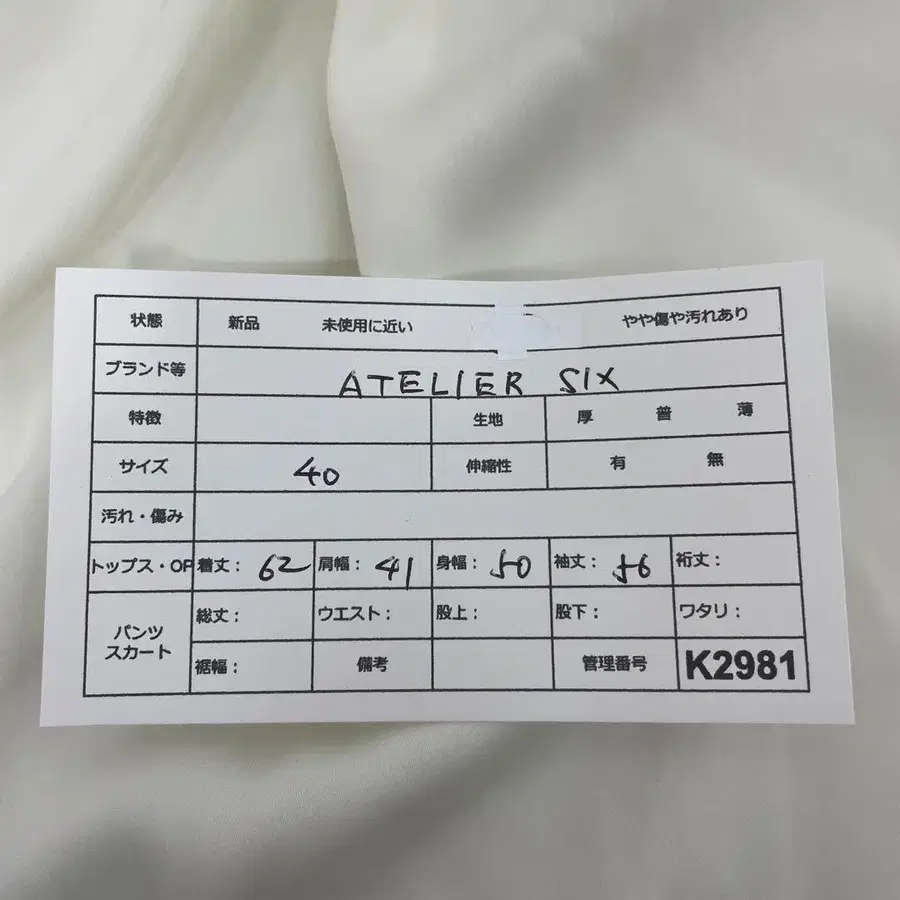 状態 新品 未使用に近い やや傷や汚れあり
ブランド等 ATELIER SIX
特徴 生地 厚 普 薄
サイズ 40 伸縮性 有 無
汚れ・傷み
トップス・OP 着丈： 62 肩幅： 41 身幅： 50 袖丈： 56 裄丈：
パンツ スカート 総丈： ウエスト： 股上： 股下： ワタリ：
裾幅： 備考 管理番号 K2981